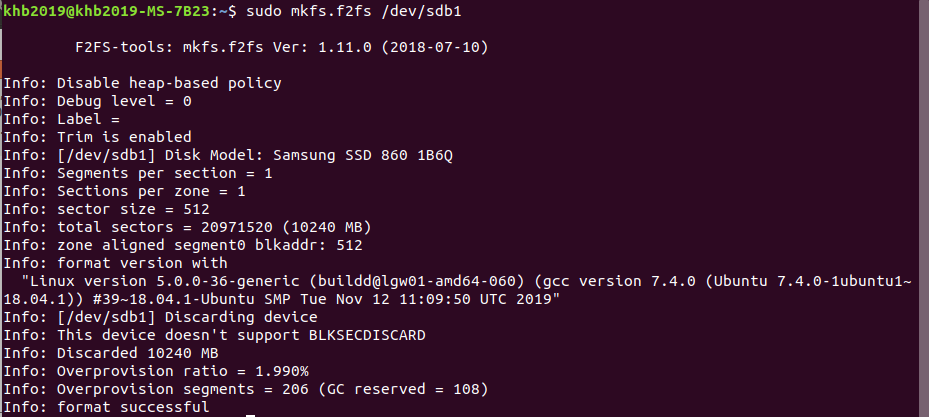 khb2019@khb2019-MS-7B23:~$ sudo mkfs.f2fs /dev/sdb1
F2FS-tools: mkfs.f2fs Ver: 1.11.0 (2018-07-10)
Info: Disable heap-based policy
Info: Debug level = 0
Info: Label =
Info: Trim is enabled
Info: [/dev/sdb1] Disk Model: Samsung SSD 860 1B6Q
Info: Segments per section = 1
Info: Sections per zone = 1
Info: sector size = 512
Info: total sectors = 20971520 (10240 MB)
Info: zone aligned segment0 blkaddr: 512
Info: format version with
"Linux version 5.0.0-36-generic (buildd@lgw01-amd64-060) (gcc version 7.4.0 (Ubuntu 7.4.0-1ubuntu1~
18.04.1)) #39~18.04.1-Ubuntu SMP Tue Nov 12 11:09:50 UTC 2019"
Info: [/dev/sdb1] Discarding device
Info: This device doesn't support BLKSECDISCARD
Info: Discarded 10240 MB
Info: Overprovision ratio = 1.990%
Info: Overprovision segments = 206 (GC reserved = 108)
Info: format successful